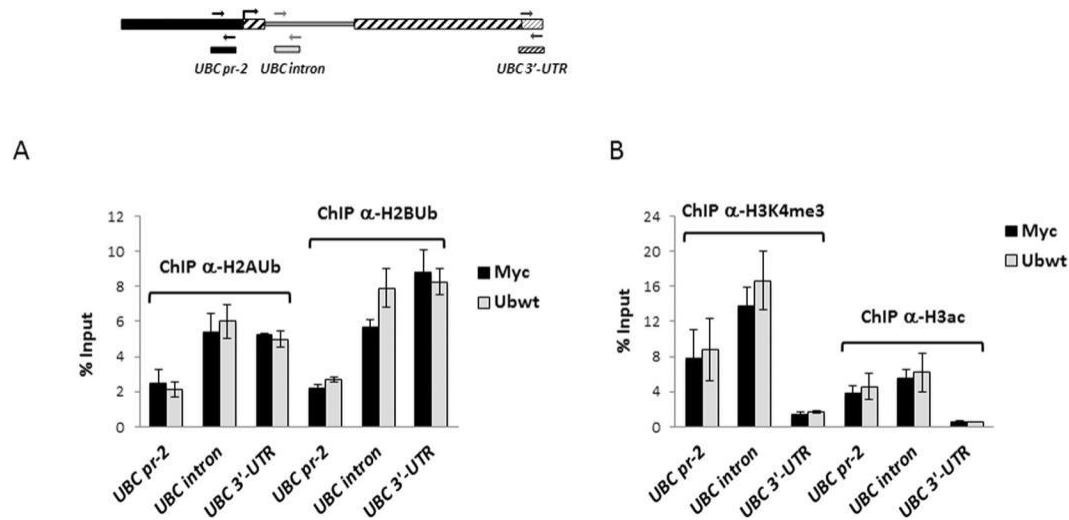 UBC pr-2 UBC intron UBC 3'-UTR
A
B
ChIP α-H2AUb
ChIP α-H2BUb
% Input
12
10
8
6
4
2
0
UBC pr-2
UBC intron
UBC 3'-UTR
UBC pr-2
UBC intron
UBC 3'-UTR
Myc
Ubwt
ChIP α-H3K4me3
ChIP α-H3ac
% Input
24
20
16
12
8
4
0
UBC pr-2
UBC intron
UBC 3'-UTR
UBC pr-2
UBC intron
UBC 3'-UTR
Myc
Ubwt